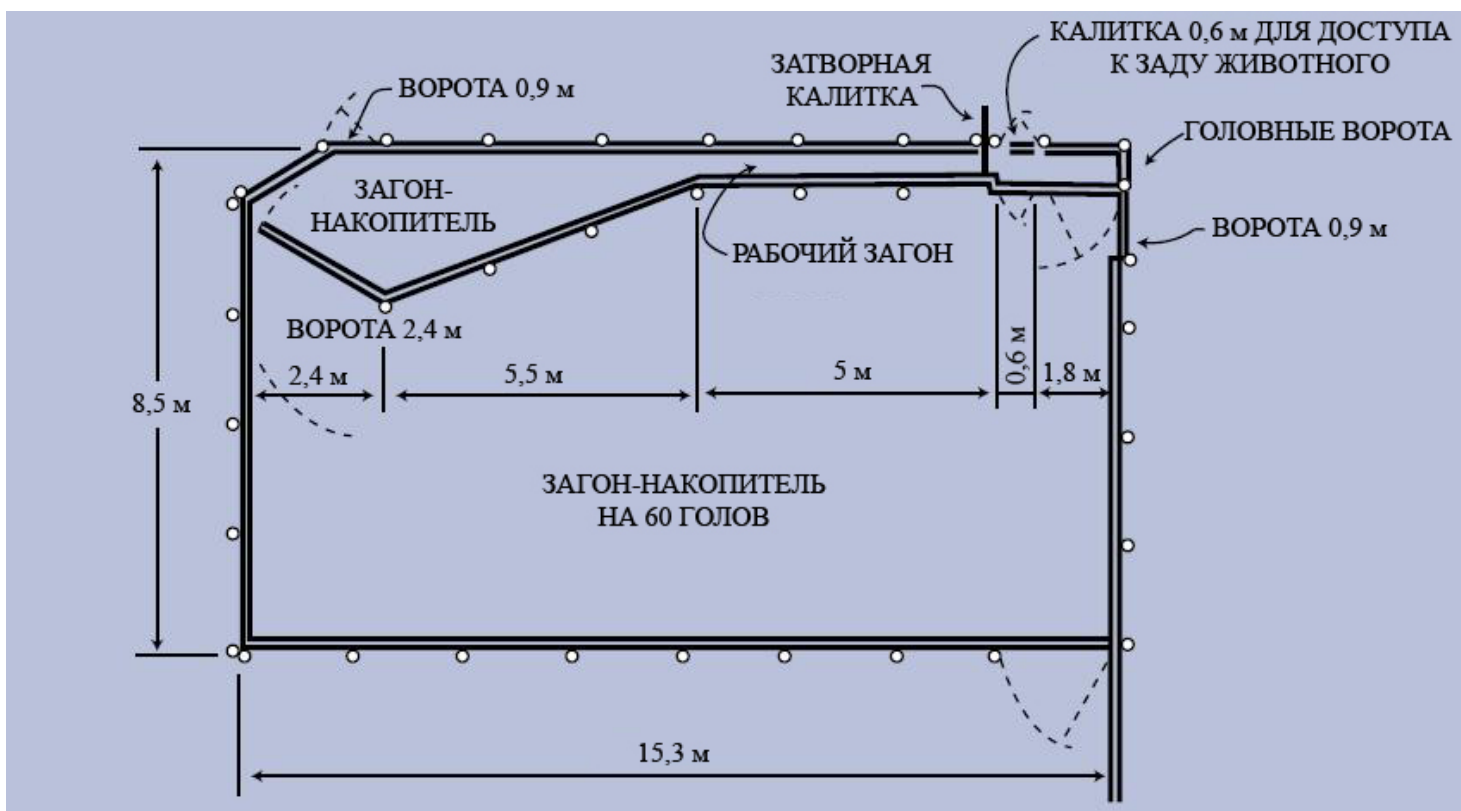 КАЛИТКА 0,6 м ДЛЯ ДОСТУПА
К ЗАДУ ЖИВОТНОГО
ЗАТВОРНАЯ
КАЛИТКА
ВОРОТА 0,9 м
ГОЛОВНЫЕ ВОРОТА
ЗАГОН-
НАКОПИТЕЛЬ
РАБОЧИЙ ЗАГОН
ВОРОТА 0,9 м
ВОРОТА 2,4 м
2,4 м
5,5 м
5 м
0,6 м
1,8 м
8,5 м
ЗАГОН-НАКОПИТЕЛЬ
НА 60 ГОЛОВ
15,3 м